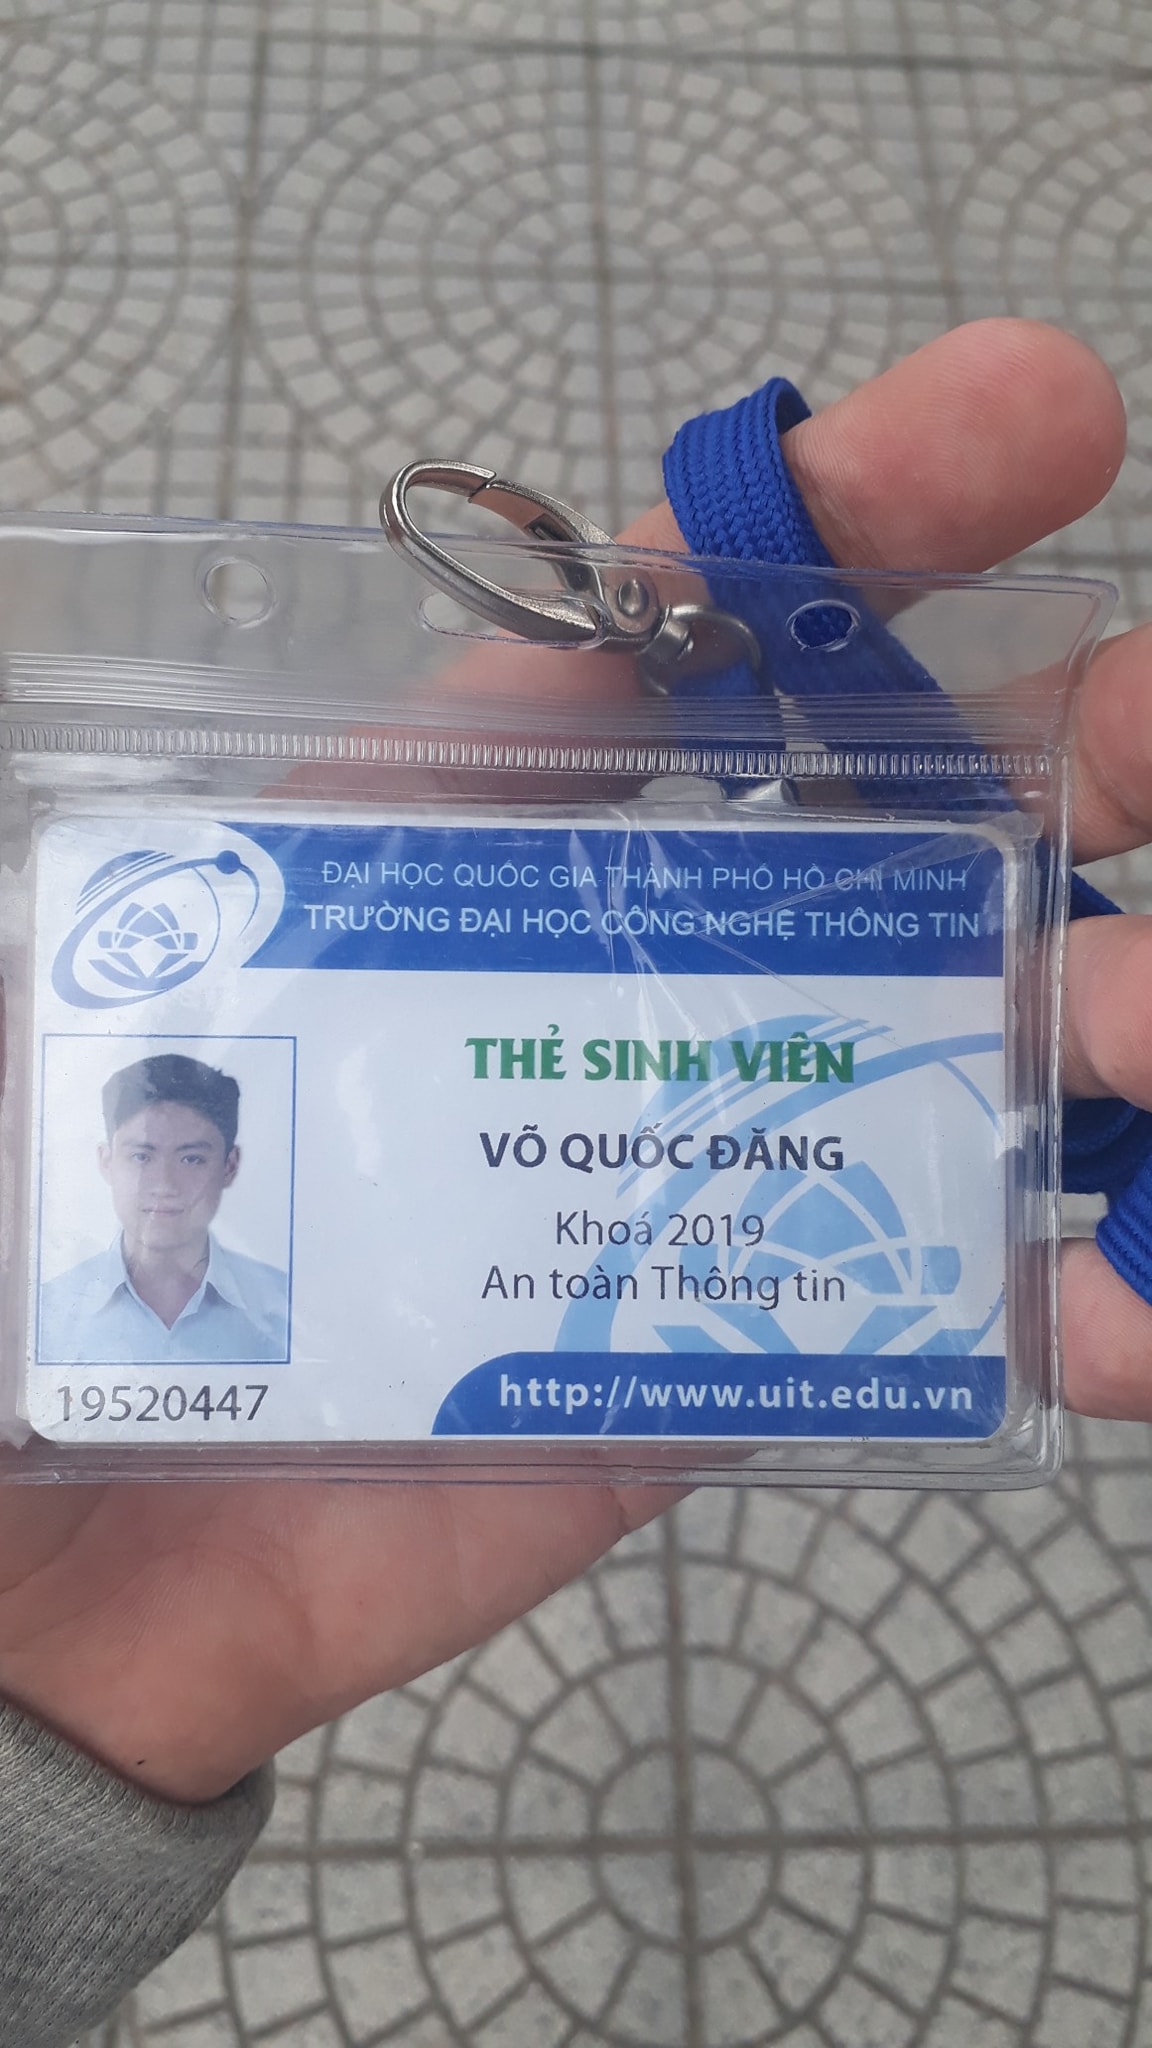 ĐẠI HỌC QUỐC GIA THÀNH PHỐ HỒ CHÍ MINH
TRƯỜNG ĐẠI HỌC CÔNG NGHỆ THÔNG TIN
THẺ SINH VIÊN
VÕ QUỐC ĐĂNG
Khoá 2019
An toàn Thông tin
http://www.uit.edu.vn
19520447